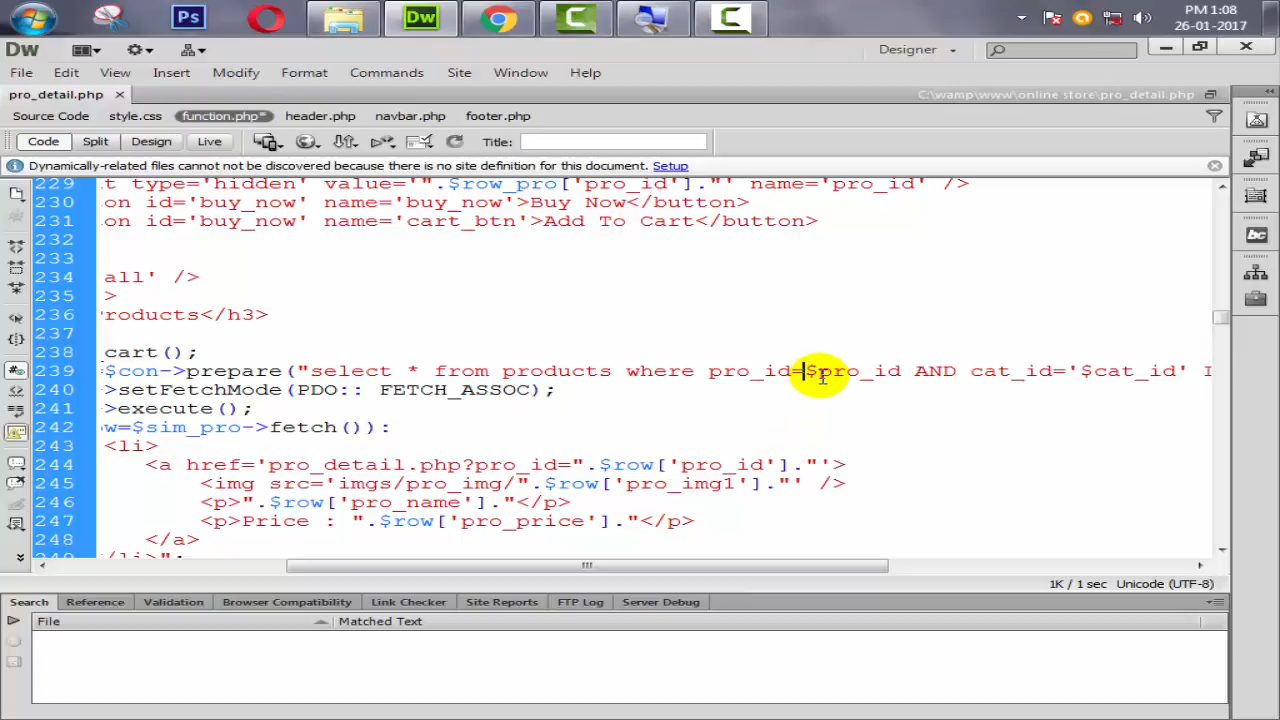 Ps
Dw
PM 1:08
26-01-2017
Dw
Designer
File Edit View Insert Modify Format Commands Site Window Help
pro_detail.php
C:\wamp\www\online store\pro_detail.php
Source Code style.css function.php* header.php navbar.php footer.php
Code Split Design Live Title:
Dynamically-related files cannot not be discovered because there is no site definition for this document. Setup
229 t type='hidden' value='".$row_pro['pro_id']."' name='pro_id' />
230 on id='buy_now' name='buy_now'>Buy Now</button>
231 on id='buy_now' name='cart_btn'>Add To Cart</button>
232
233
234 all' />
235 >
236 roducts</h3>
237
238 cart();
239 $con->prepare("select * from products where pro_id=$pro_id AND cat_id='$cat_id'
240 >setFetchMode(PDO:: FETCH_ASSOC);
241 >execute();
242 w=$sim_pro->fetch()):
243 <li>
244 <a href='pro_detail.php?pro_id=".$row['pro_id']."'>
245 <img src='imgs/pro_img/".$row['pro_img1']."' />
246 <p>".$row['pro_name']."</p>
247 <p>Price : ".$row['pro_price']."</p>
248 </a>
249 </li>";
1K / 1 sec Unicode (UTF-8)
Search Reference Validation Browser Compatibility Link Checker Site Reports FTP Log Server Debug
File Matched Text